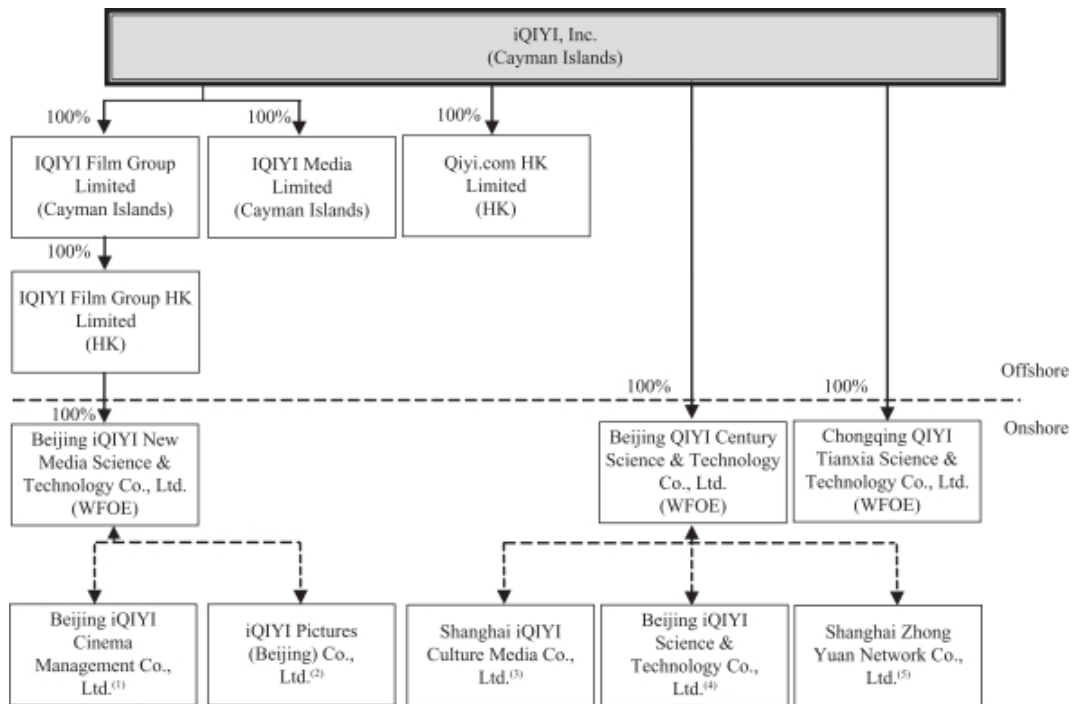 iQIYI, Inc.
(Cayman Islands)
100%
100%
100%
IQIYI Film Group
Limited
(Cayman Islands)
IQIYI Media
Limited
(Cayman Islands)
Qiyi.com HK
Limited
(HK)
100%
IQIYI Film Group HK
Limited
(HK)
Offshore
100%
100%
100%
Onshore
Beijing iQIYI New
Media Science &
Technology Co., Ltd.
(WFOE)
Beijing QIYI Century
Science & Technology
Co., Ltd.
(WFOE)
Chongqing QIYI
Tianxia Science &
Technology Co., Ltd.
(WFOE)
Beijing iQIYI
Cinema
Management Co.,
Ltd.(1)
iQIYI Pictures
(Beijing) Co.,
Ltd.(2)
Shanghai iQIYI
Culture Media Co.,
Ltd.(3)
Beijing iQIYI
Science &
Technology Co.,
Ltd.(4)
Shanghai Zhong
Yuan Network Co.,
Ltd.(5)